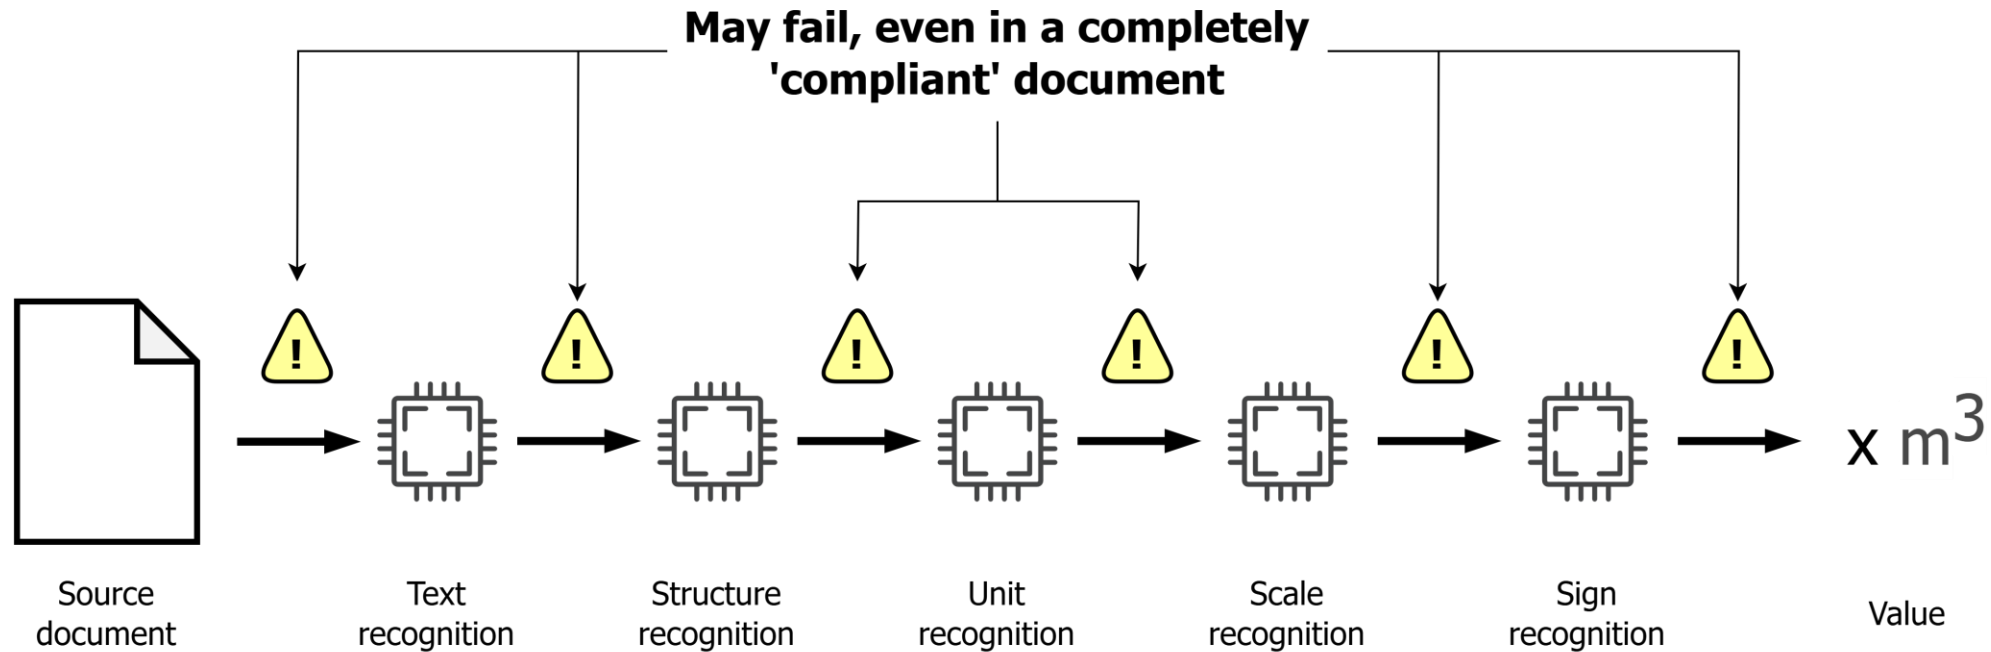 May fail, even in a completely
'compliant' document
!
!
!
!
!
!
x m³
Source
document
Text
recognition
Structure
recognition
Unit
recognition
Scale
recognition
Sign
recognition
Value